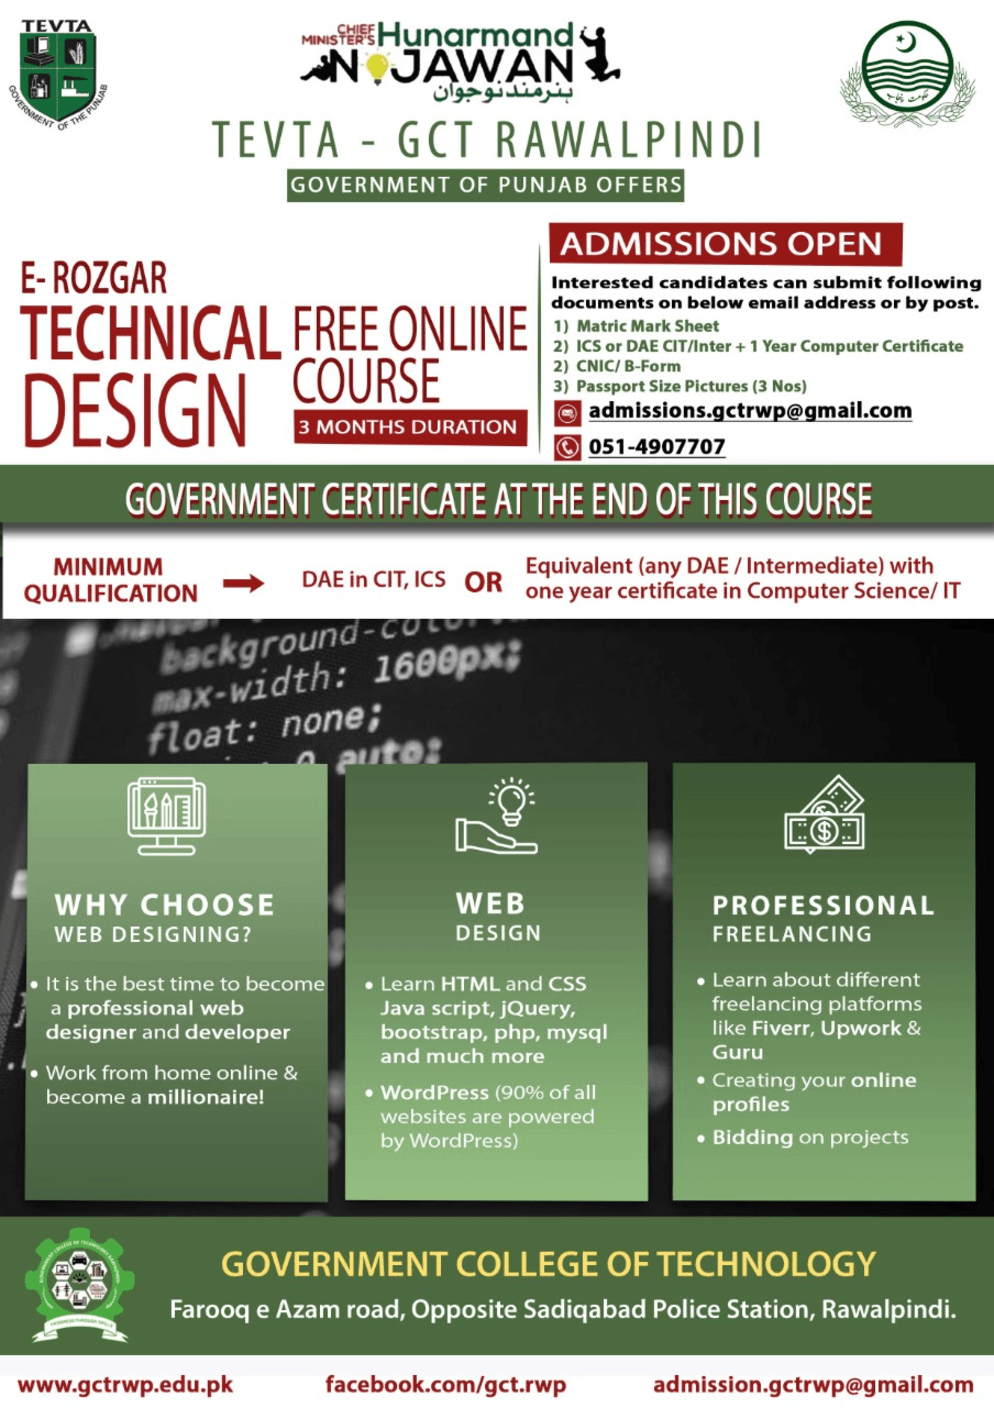 TEVTA
GOVERNMENT OF THE PUNJAB
CHIEF
MINISTER'S
Hunarmand
NOJAWAN
ہنرمند نوجوان
حکومت پنجاب
TEVTA - GCT RAWALPINDI
GOVERNMENT OF PUNJAB OFFERS
E- ROZGAR
TECHNICAL
DESIGN
FREE ONLINE
COURSE
3 MONTHS DURATION
ADMISSIONS OPEN
Interested candidates can submit following
documents on below email address or by post.
1) Matric Mark Sheet
2) ICS or DAE CIT/Inter + 1 Year Computer Certificate
2) CNIC/ B-Form
3) Passport Size Pictures (3 Nos)
admissions.gctrwp@gmail.com
051-4907707
GOVERNMENT CERTIFICATE AT THE END OF THIS COURSE
MINIMUM
QUALIFICATION
DAE in CIT, ICS OR
Equivalent (any DAE / Intermediate) with
one year certificate in Computer Science/ IT
max-width: 1600px;
float: none;
0 auto;
WHY CHOOSE
WEB DESIGNING?
• It is the best time to become
a professional web
designer and developer
• Work from home online &
become a millionaire!
WEB
DESIGN
• Learn HTML and CSS
Java script, jQuery,
bootstrap, php, mysql
and much more
• WordPress (90% of all
websites are powered
by WordPress)
PROFESSIONAL
FREELANCING
• Learn about different
freelancing platforms
like Fiverr, Upwork &
Guru
• Creating your online
profiles
• Bidding on projects
PROGRESS THROUGH SKILLS
GOVERNMENT COLLEGE OF TECHNOLOGY
Farooq e Azam road, Opposite Sadiqabad Police Station, Rawalpindi.
www.gctrwp.edu.pk
facebook.com/gct.rwp
admission.gctrwp@gmail.com